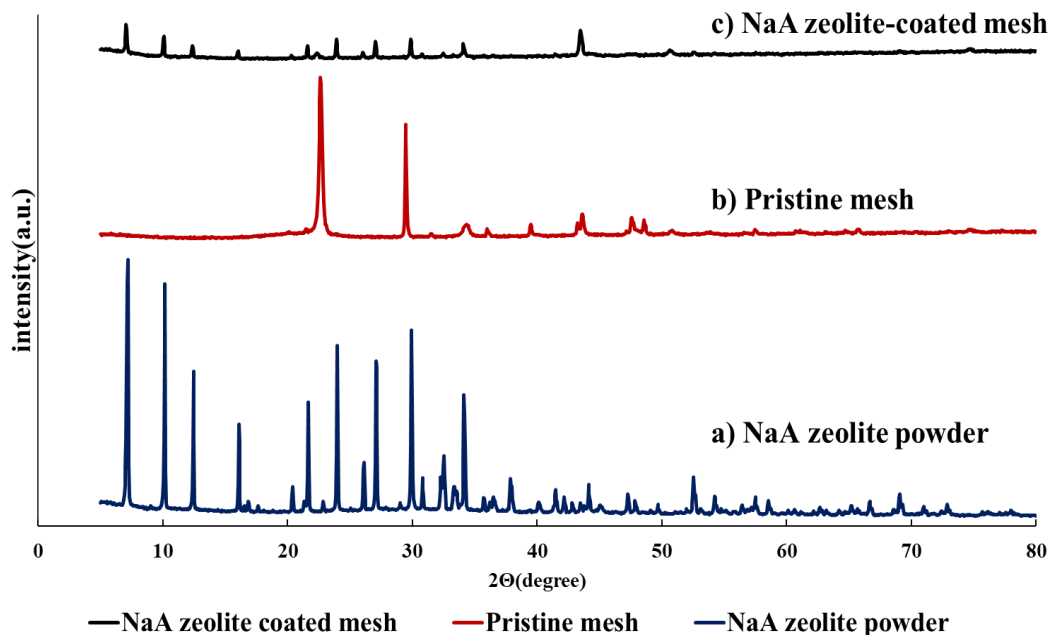 c) NaA zeolite-coated mesh
b) Pristine mesh
a) NaA zeolite powder
intensity(a.u.)
0 10 20 30 40 50 60 70 80
2Θ(degree)
NaA zeolite coated mesh Pristine mesh NaA zeolite powder